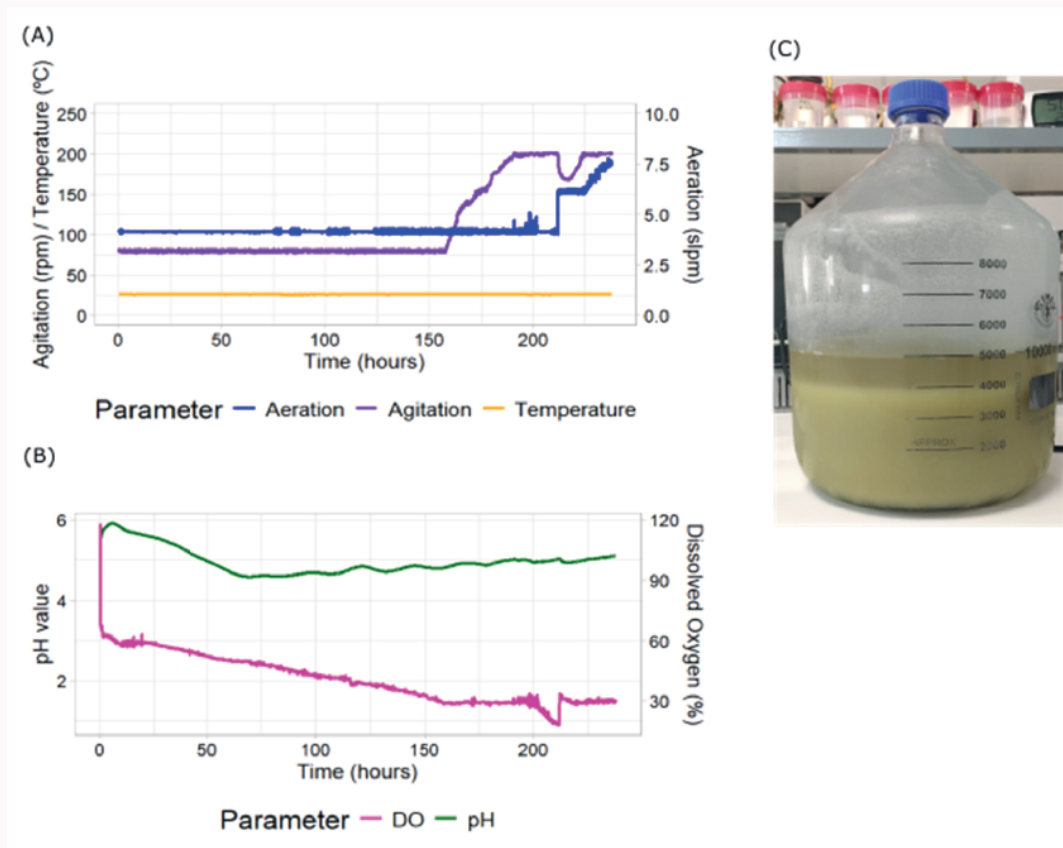 (A)
250
200
150
100
50
0
Agitation (rpm) / Temperature (ºC)
10.0
7.5
5.0
2.5
0.0
Aeration (slpm)
0 50 100 150 200
Time (hours)
Parameter Aeration Agitation Temperature
(B)
6
4
2
pH value
120
90
60
30
Dissolved Oxygen (%)
0 50 100 150 200
Time (hours)
Parameter DO pH
(C)
8000
7000
6000
5000
10000
4000
3000
APPROX 2000